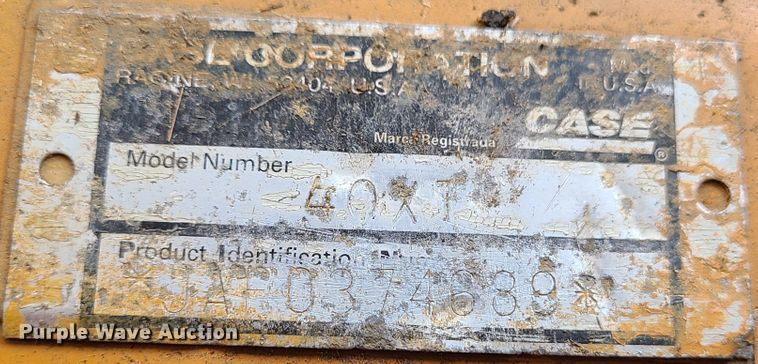 CORPORATION
RACINE, WI 53404 U.S.A.
U.S.A.
Marca Registrada
CASE
®
Model Number
40XT
Product Identification
*JAF0374689*
Purple Wave Auction